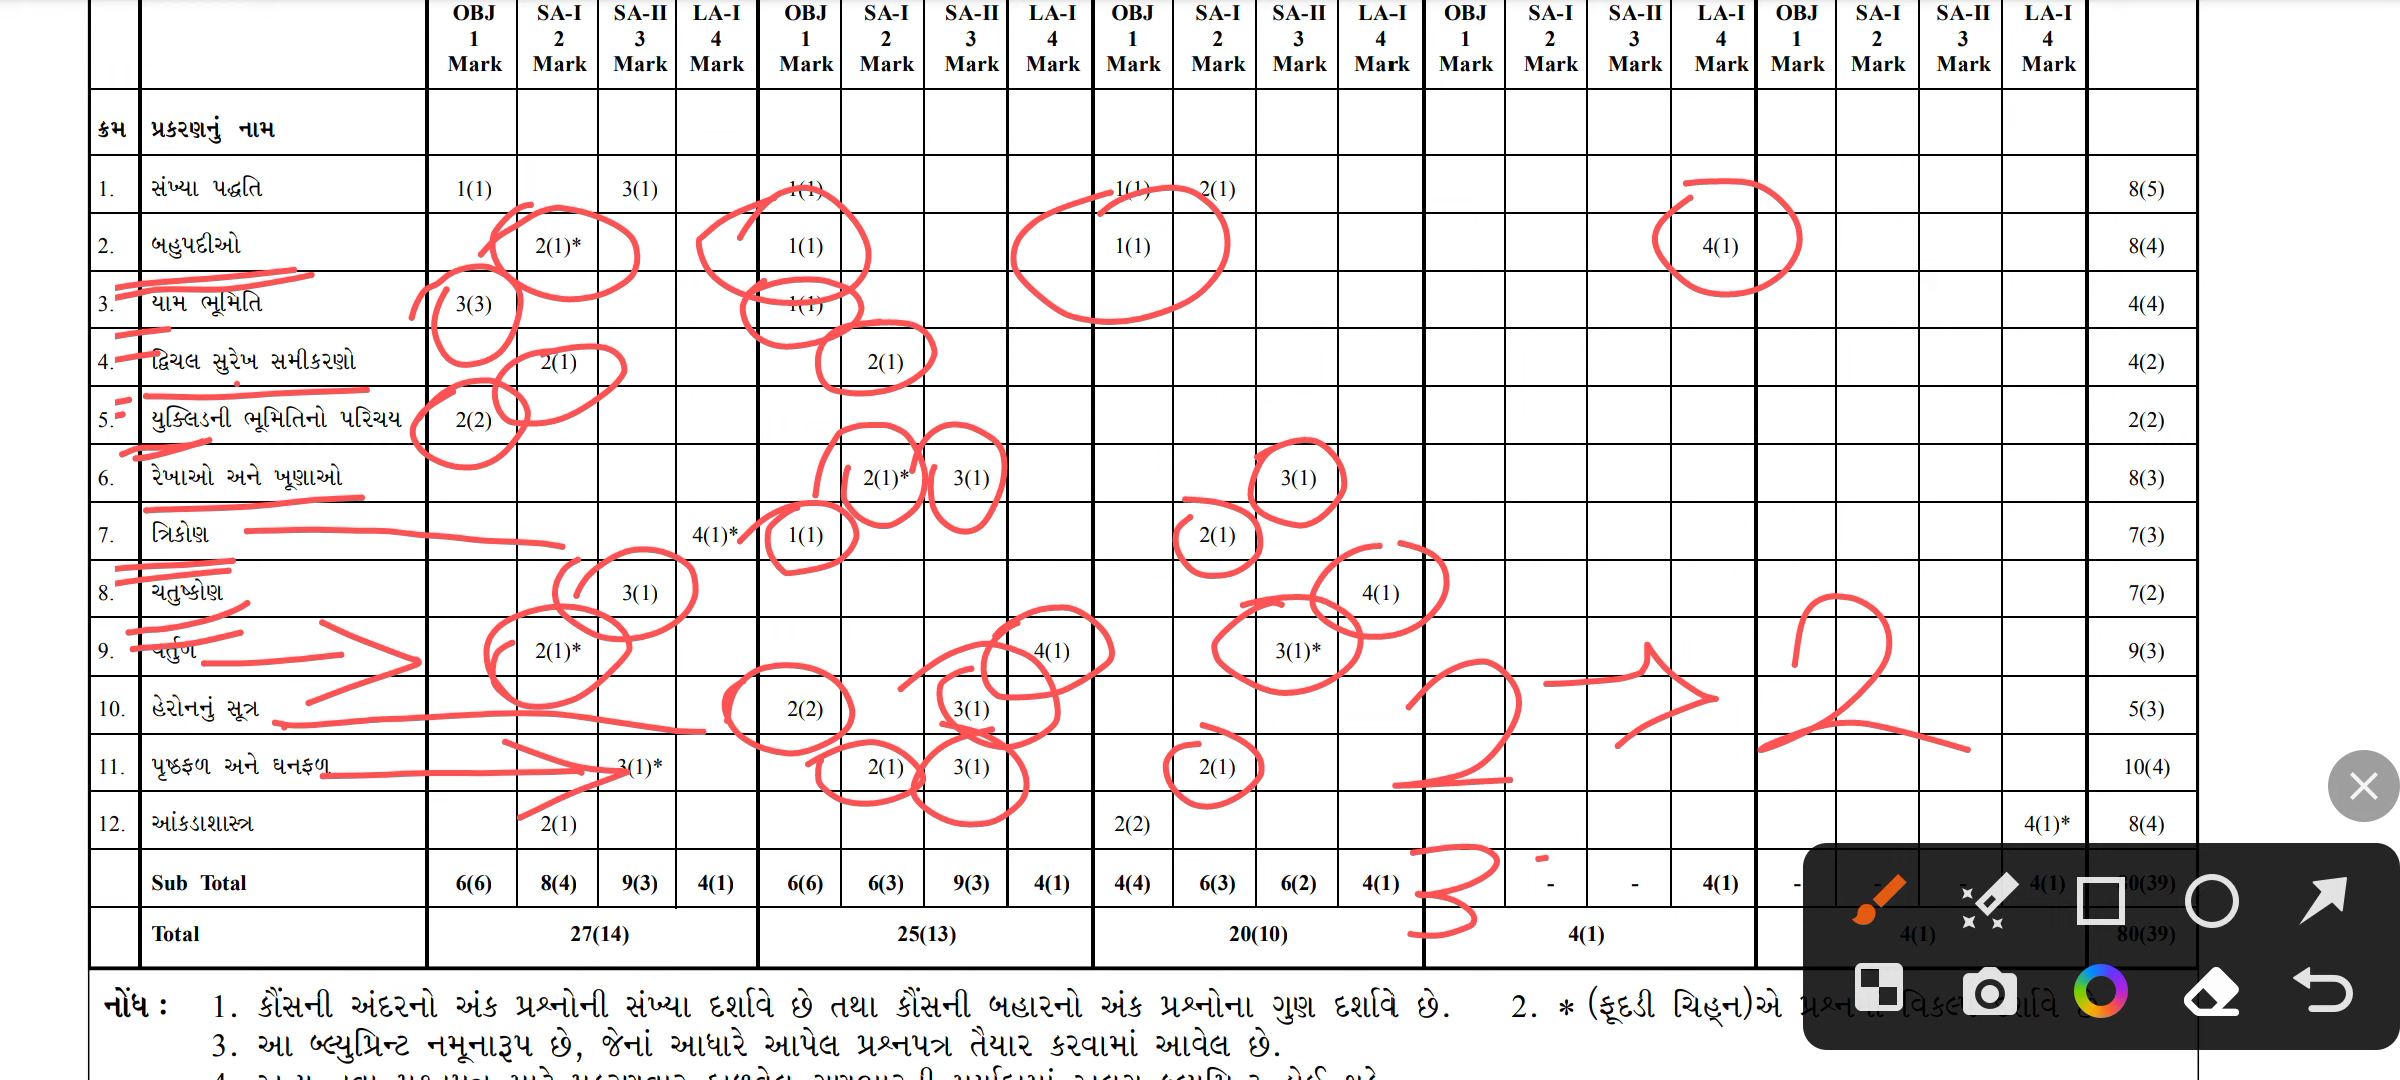 OBJ SA-I SA-II LA-I OBJ SA-I SA-II LA-I OBJ SA-I SA-II LA-I OBJ SA-I SA-II LA-I OBJ SA-I SA-II LA-I
1 2 3 4 1 2 3 4 1 2 3 4 1 2 3 4 1 2 3 4
Mark Mark Mark Mark Mark Mark Mark Mark Mark Mark Mark Mark Mark Mark Mark Mark Mark Mark Mark Mark
ક્રમ પ્રકરણનું નામ
1. સંખ્યા પદ્ધતિ 1(1) 3(1) 1(1) 1(1) 2(1) 8(5)
2. બહુપદીઓ 2(1)* 1(1) 1(1) 4(1) 8(4)
3. યામ ભૂમિતિ 3(3) 1(1) 4(4)
4. દ્વિચલ સુરેખ સમીકરણો 2(1) 2(1) 4(2)
5. યુક્લિડની ભૂમિતિનો પરિચય 2(2) 2(2)
6. રેખાઓ અને ખૂણાઓ 2(1)* 3(1) 3(1) 8(3)
7. ત્રિકોણ 4(1)* 1(1) 2(1) 7(3)
8. ચતુષ્કોણ 3(1) 4(1) 7(2)
9. વર્તુળ 2(1)* 4(1) 3(1)* 9(3)
10. હેરોનનું સૂત્ર 2(2) 3(1) 5(3)
2 2
11. પૃષ્ઠફળ અને ઘનફળ 3(1)* 2(1) 3(1) 2(1) 10(4)
12. આંકડાશાસ્ત્ર 2(1) 2(2) 4(1)* 8(4)
Sub Total 6(6) 8(4) 9(3) 4(1) 6(6) 6(3) 9(3) 4(1) 4(4) 6(3) 6(2) 4(1) 3 - - 4(1) - - - 4(1) 80(39)
Total 27(14) 25(13) 20(10) 4(1) 4(1) 80(39)
નોંધ : 1. કૌંસની અંદરનો અંક પ્રશ્નોની સંખ્યા દર્શાવે છે તથા કૌંસની બહારનો અંક પ્રશ્નોના ગુણ દર્શાવે છે. 2. * (ફૂદડી ચિહ્ન)એ પ્રશ્નના વિકલ્પ દર્શાવે છે
3. આ બ્લ્યુપ્રિન્ટ નમૂનારૂપ છે, જેનાં આધારે આપેલ પ્રશ્નપત્ર તૈયાર કરવામાં આવેલ છે.